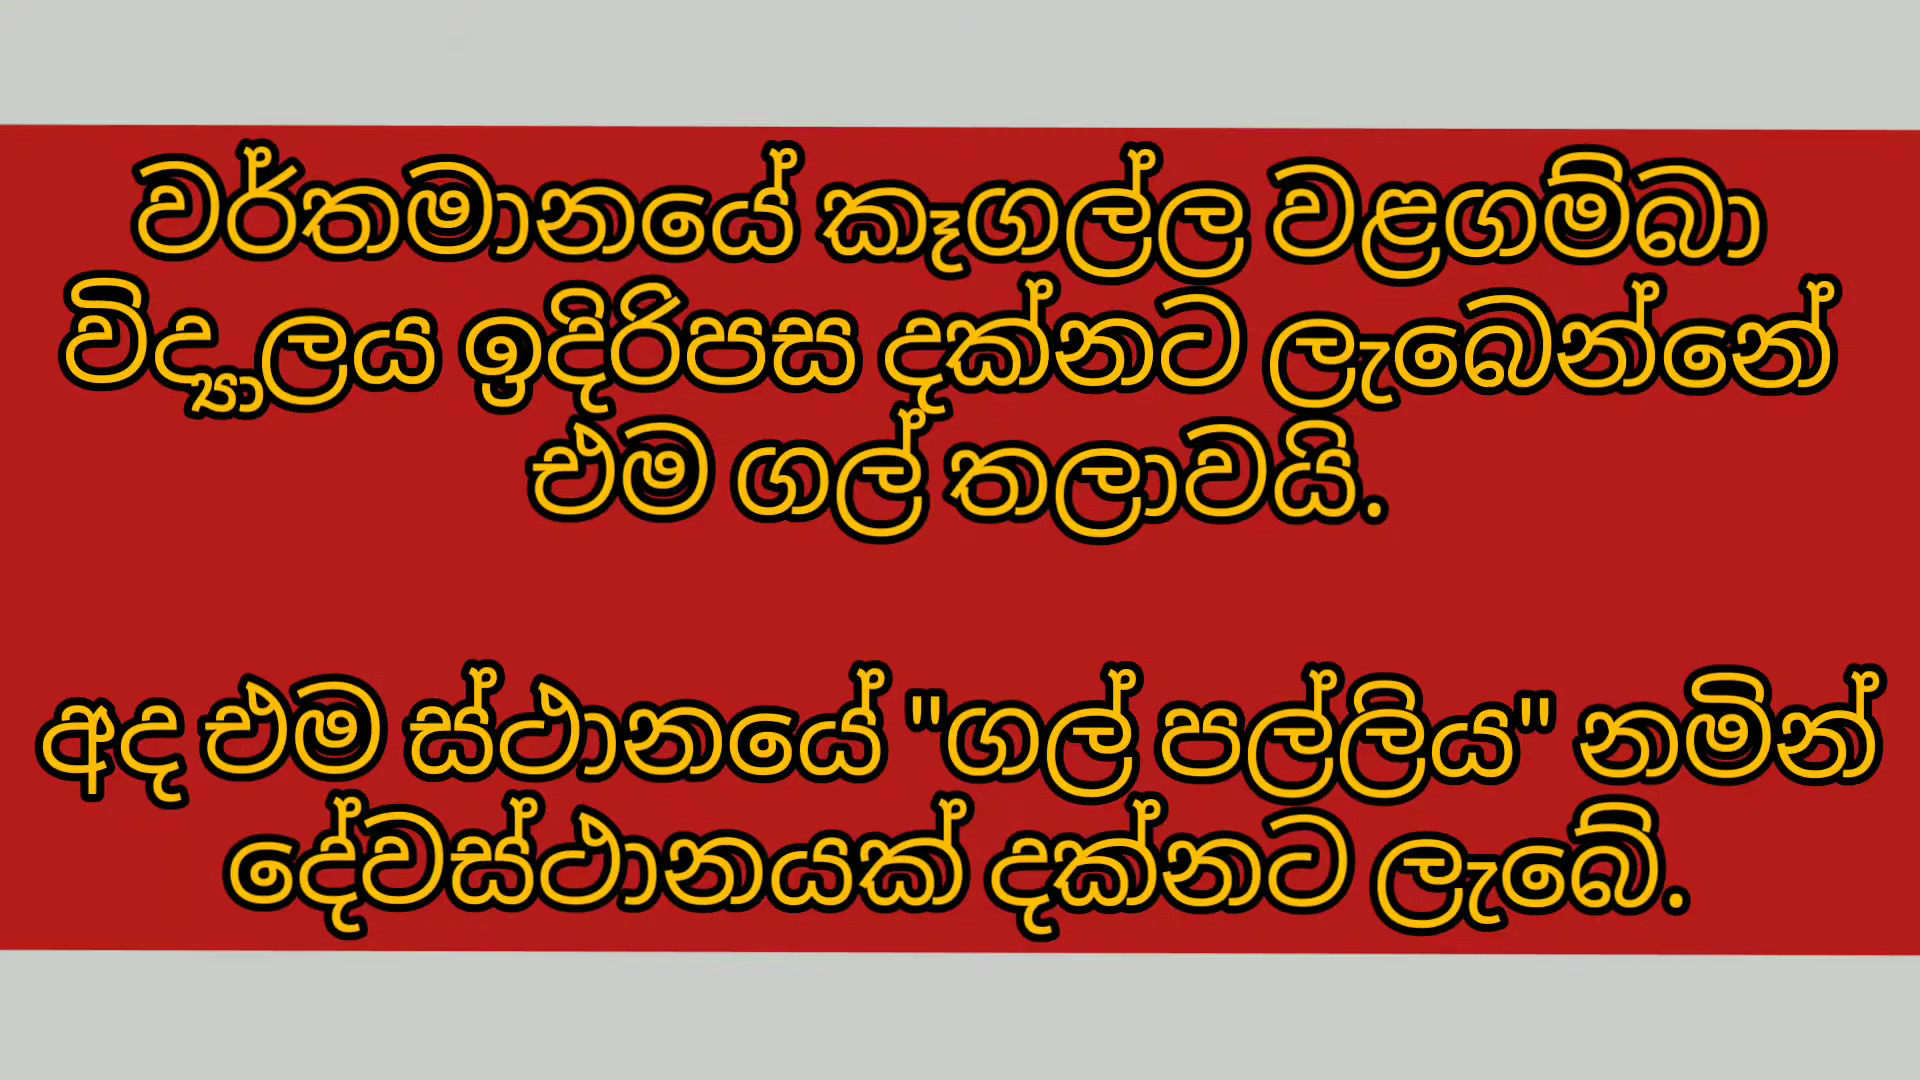 වර්තමානයේ කෑගල්ල වළගම්බා
විද්‍යාලය ඉදිරිපස දක්නට ලැබෙන්නේ
එම ගල් තලාවයි.
අද එම ස්ථානයේ "ගල් පල්ලිය" නමින්
දේවස්ථානයක් දක්නට ලැබේ.